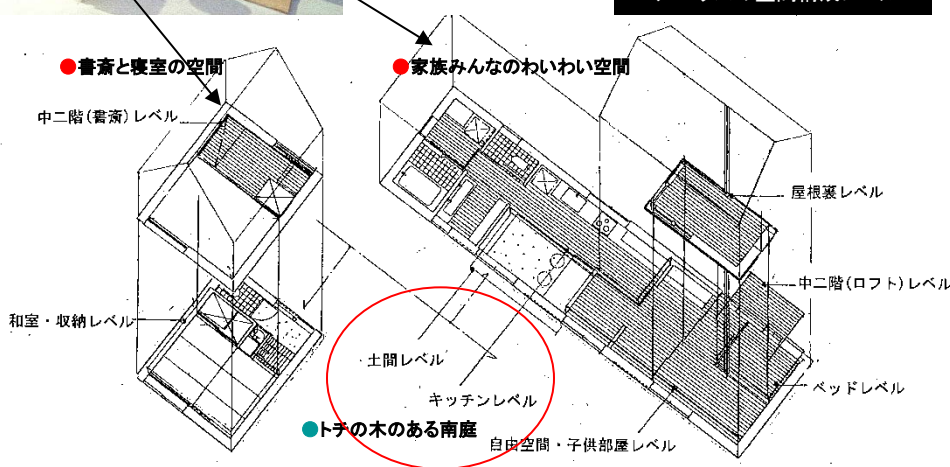 ●書斎と寝室の空間
●家族みんなのわいわい空間
中二階(書斎)レベル
屋根裏レベル
中二階(ロフト)レベル
和室・収納レベル
土間レベル
キッチンレベル
ベッドレベル
●トチの木のある南庭
自由空間・子供部屋レベル